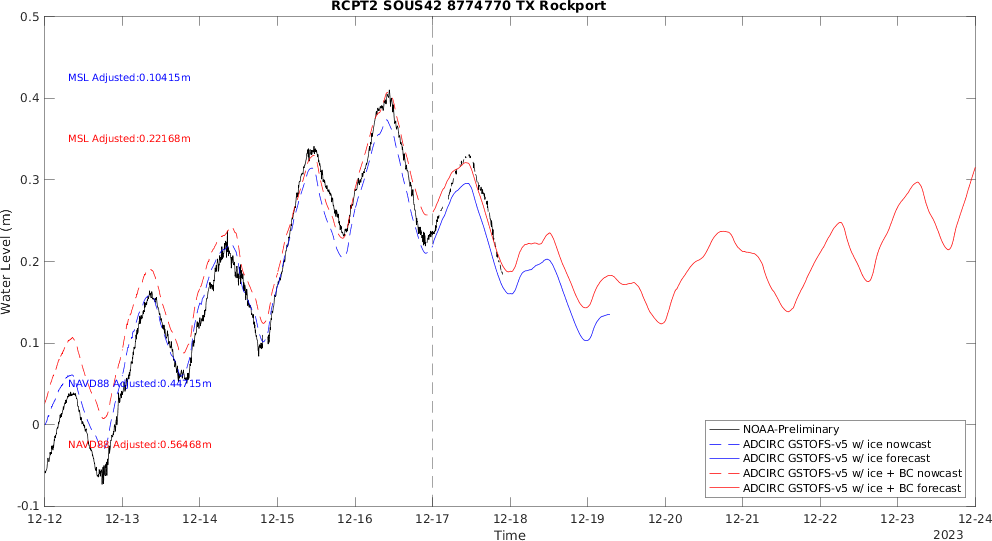 RCPT2 SOUS42 8774770 TX Rockport
0.5
0.4
0.3
0.2
0.1
0
-0.1
Water Level (m)
MSL Adjusted:0.10415m
MSL Adjusted:0.22168m
NAVD88 Adjusted:0.44715m
NAVD88 Adjusted:0.56468m
NOAA-Preliminary
ADCIRC GSTOFS-v5 w/ ice nowcast
ADCIRC GSTOFS-v5 w/ ice forecast
ADCIRC GSTOFS-v5 w/ ice + BC nowcast
ADCIRC GSTOFS-v5 w/ ice + BC forecast
12-12 12-13 12-14 12-15 12-16 12-17 12-18 12-19 12-20 12-21 12-22 12-23 12-24
Time
2023